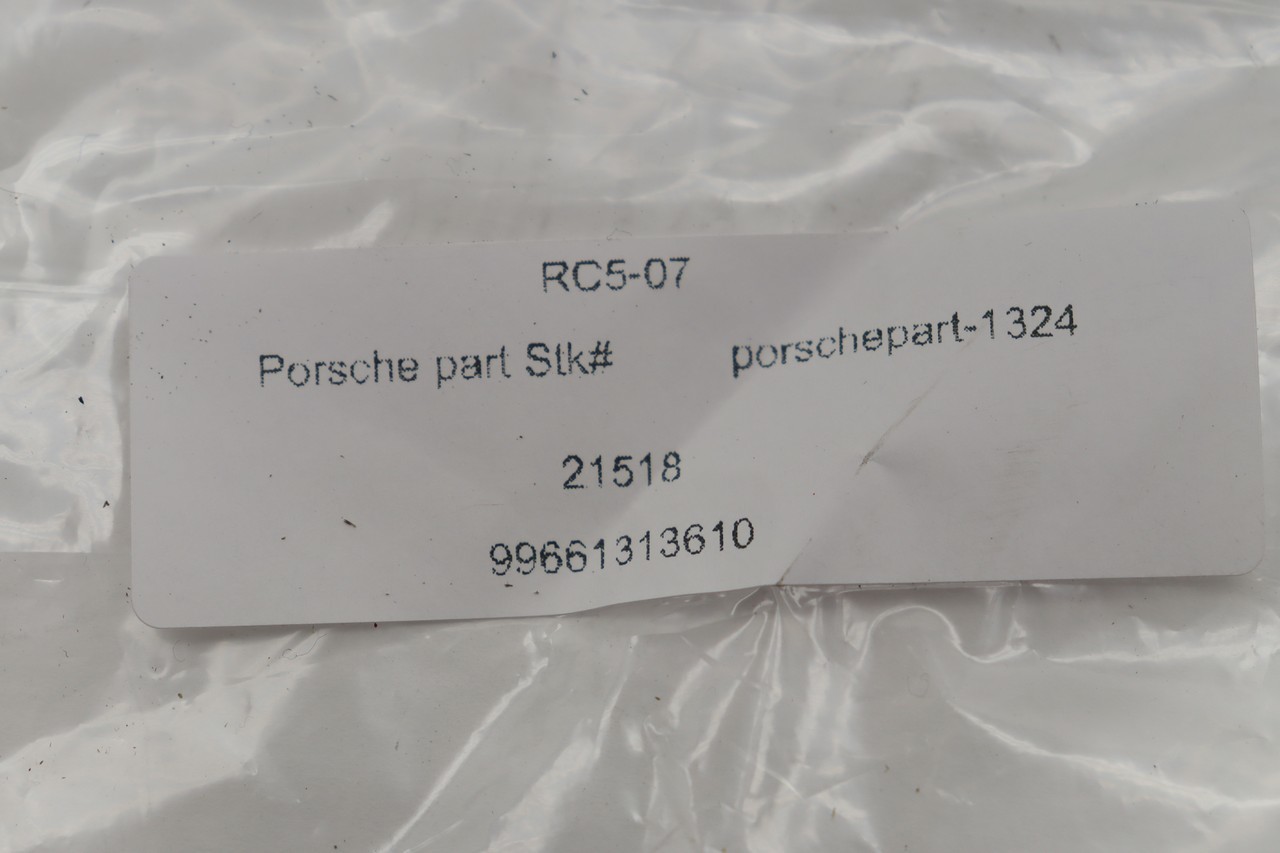 RC5-07
Porsche part Stk# porschepart-1324
21518
99661313610